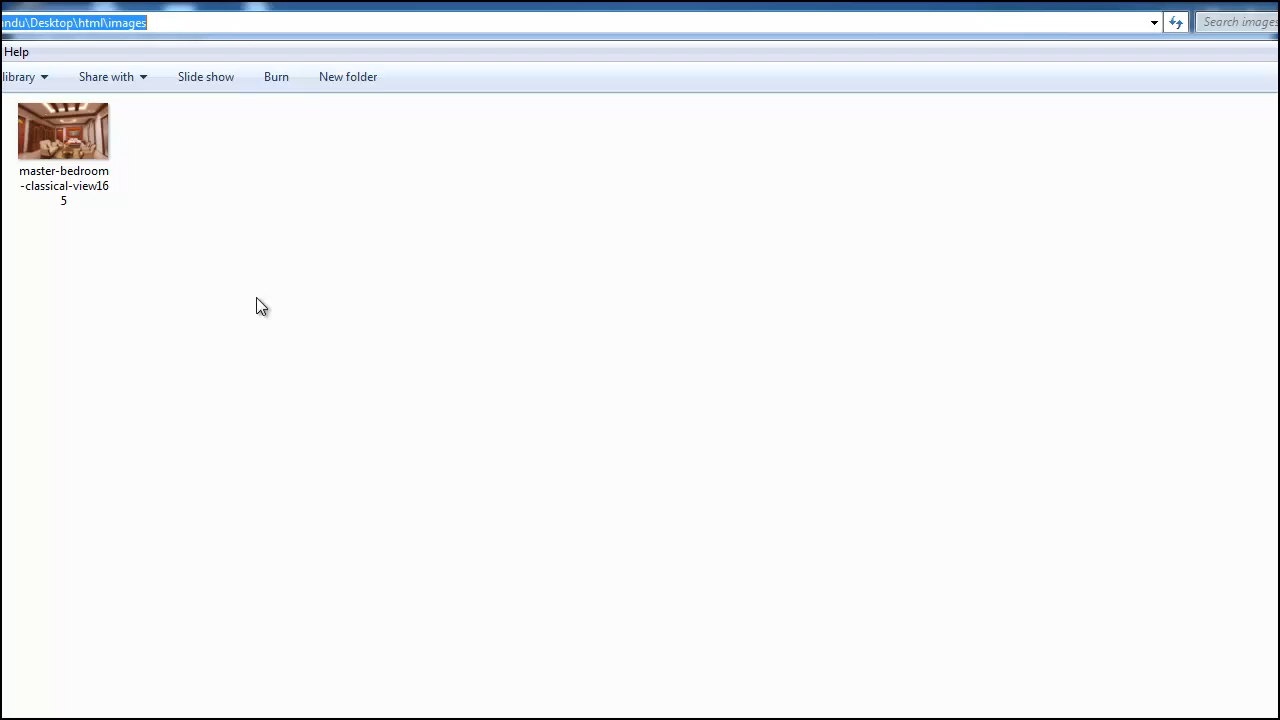 andu\Desktop\html\images
Search images
Help
library
Share with
Slide show
Burn
New folder
master-bedroom
-classical-view16
5